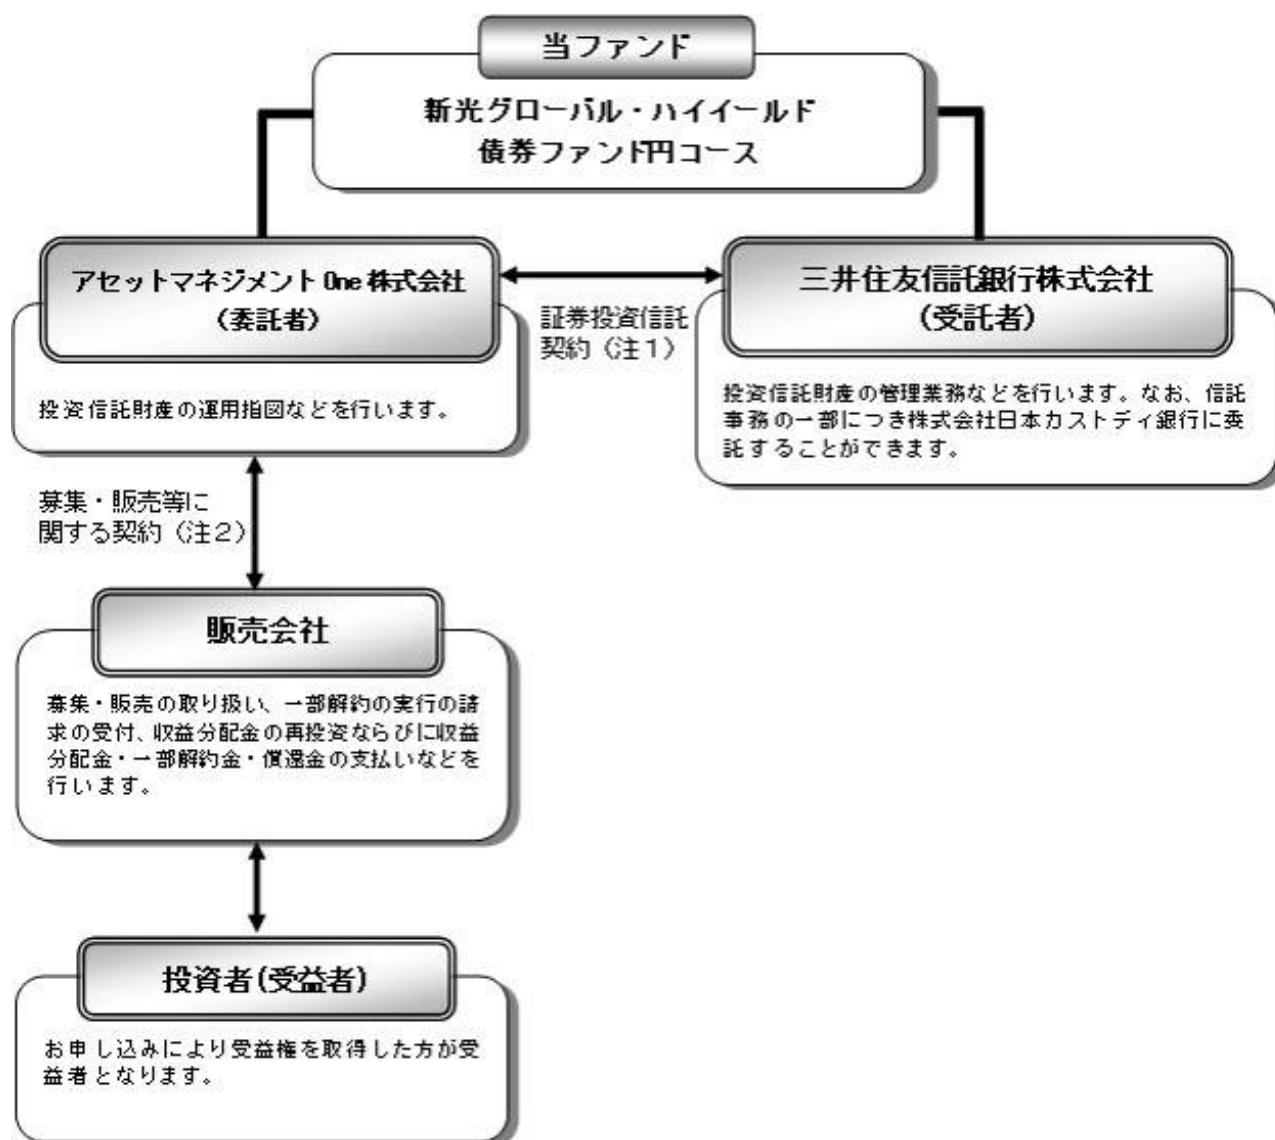 当ファンド
新光グローバル・ハイイールド
債券ファンド円コース
アセットマネジメントOne株式会社
(委託者)
投資信託財産の運用指図などを行います。
証券投資信託
契約(注1)
三井住友信託銀行株式会社
(受託者)
投資信託財産の管理業務などを行います。なお、信託
事務の一部につき株式会社日本カストディ銀行に委
託することができます。
募集・販売等に
関する契約(注2)
販売会社
募集・販売の取り扱い、一部解約の実行の請
求の受付、収益分配金の再投資ならびに収益
分配金・一部解約金・償還金の支払いなどを
行います。
投資者(受益者)
お申し込みにより受益権を取得した方が受
益者となります。